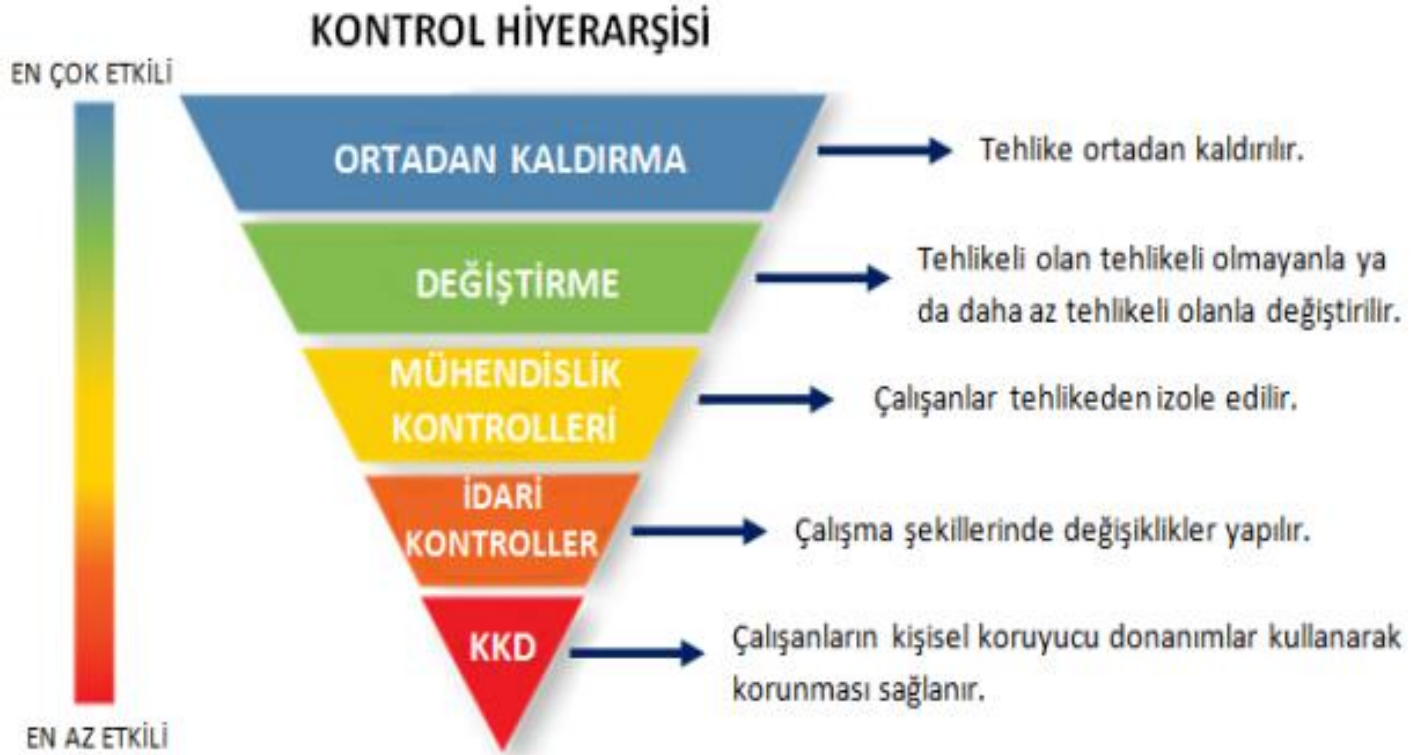 KONTROL HİYERARŞİSİ
EN ÇOK ETKİLİ
ORTADAN KALDIRMA
Tehlike ortadan kaldırılır.
DEĞİŞTİRME
Tehlikeli olan tehlikeli olmayanla ya
da daha az tehlikeli olanla değiştirilir.
MÜHENDİSLİK
KONTROLLERİ
Çalışanlar tehlikeden izole edilir.
İDARİ
KONTROLLER
Çalışma şekillerinde değişiklikler yapılır.
KKD
Çalışanların kişisel koruyucu donanımlar kullanarak
korunması sağlanır.
EN AZ ETKİLİ